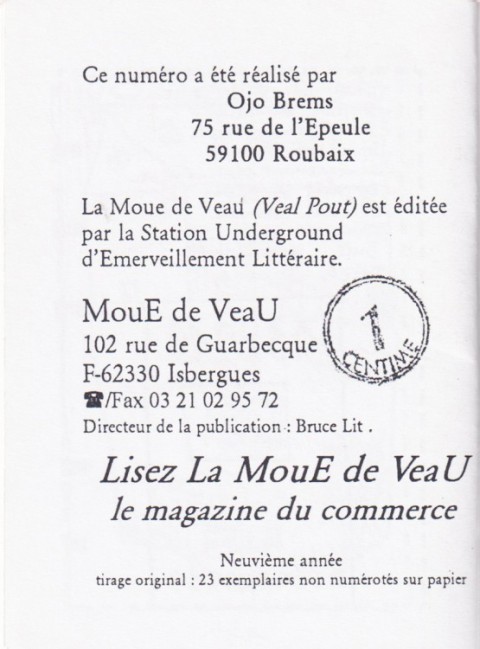 Ce numéro a été réalisé par
Ojo Brems
75 rue de l'Epeule
59100 Roubaix
La Moue de Veau (Veal Pout) est éditée
par la Station Underground
d'Emerveillement Littéraire.
MouE de VeaU
102 rue de Guarbecque
F-62330 Isbergues
☎/Fax 03 21 02 95 72
Directeur de la publication : Bruce Lit .
1
CENTIME
Lisez La MouE de VeaU
le magazine du commerce
Neuvième année
tirage original : 23 exemplaires non numérotés sur papier